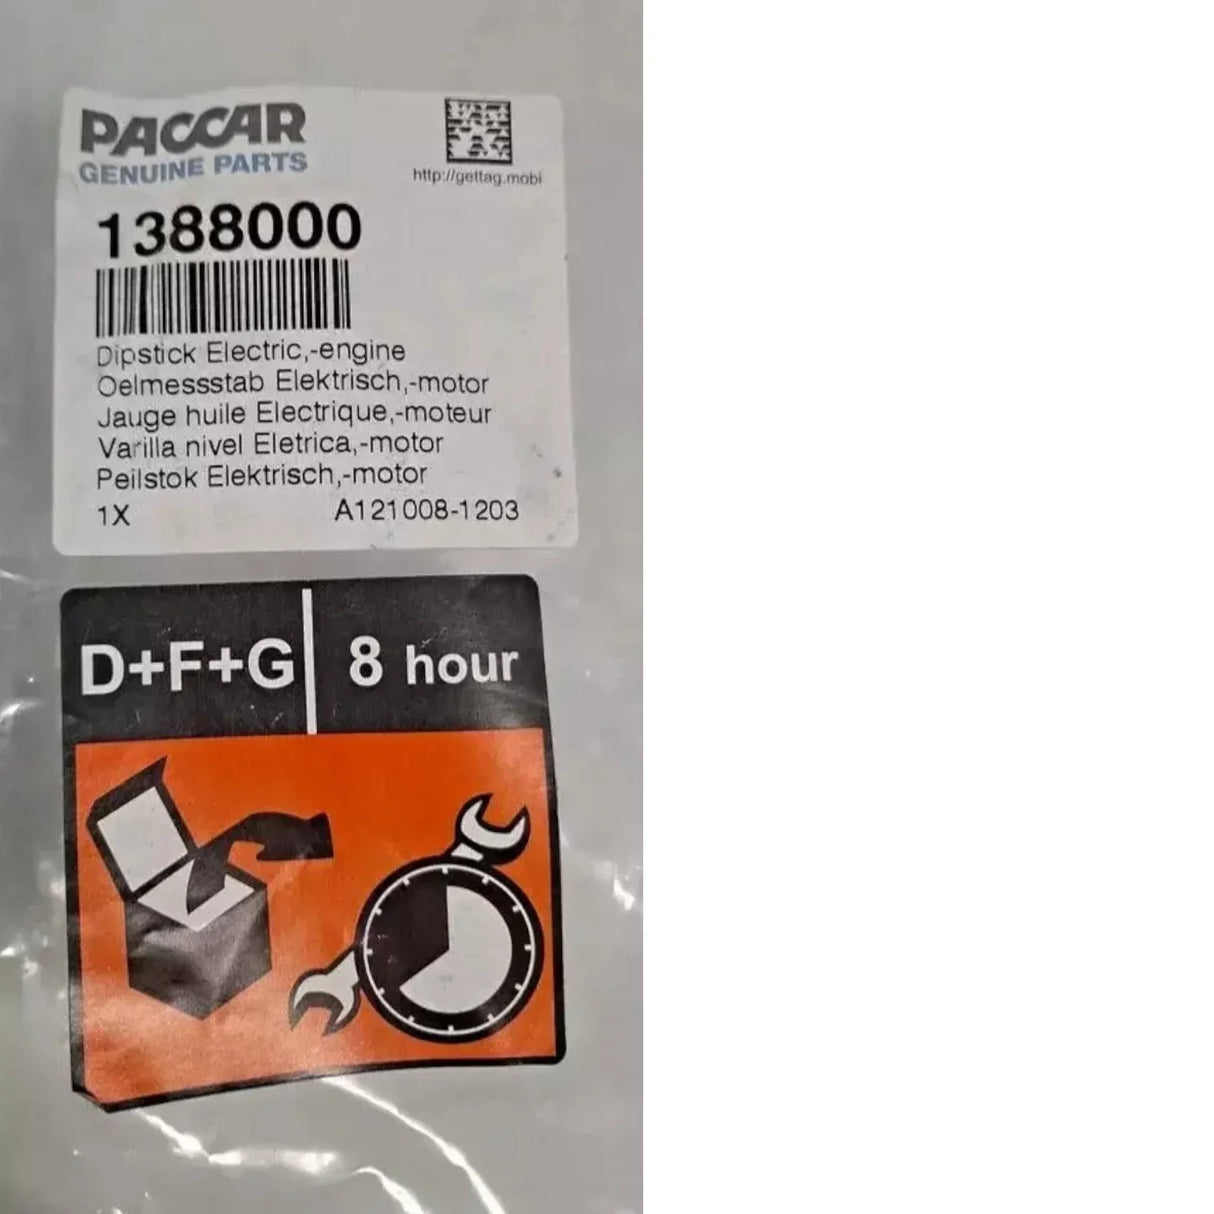 PACCAR
GENUINE PARTS
http://gettag.mobi
1388000
Dipstick Electric,-engine
Oelmessstab Elektrisch,-motor
Jauge huile Electrique,-moteur
Varilla nivel Eletrica,-motor
Peilstok Elektrisch,-motor
1X A121008-1203
D+F+G 8 hour